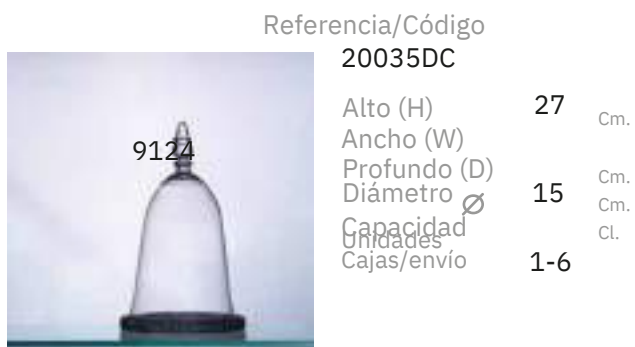 Referencia/Código
20035DC
9124
Alto (H) 27 Cm.
Ancho (W)
Profundo (D) Cm.
Diámetro Ø 15 Cm.
Capacidad Cl.
Unidades
Cajas/envío 1-6